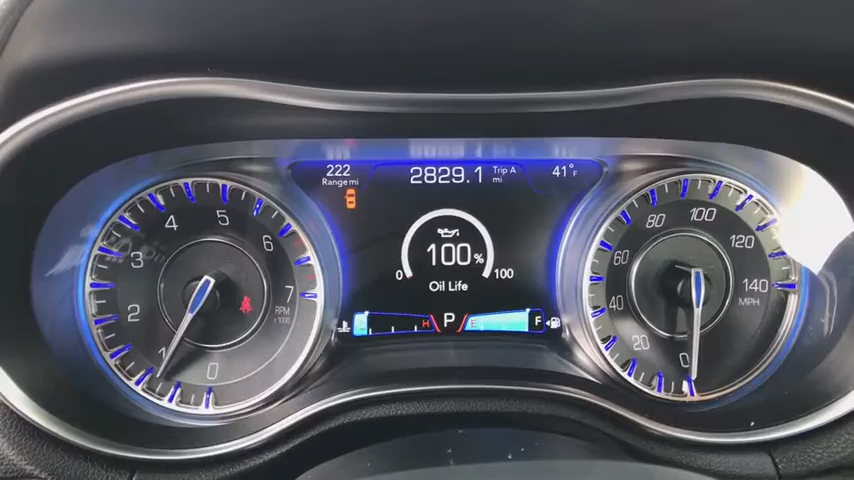 222
Range mi
2829.1 Trip A
mi
41°F
100%
0 100
Oil Life
H P E F
0
1
2
3
4
5
6
7
RPM
x 1000
0
20
40
60
80
100
120
140
MPH